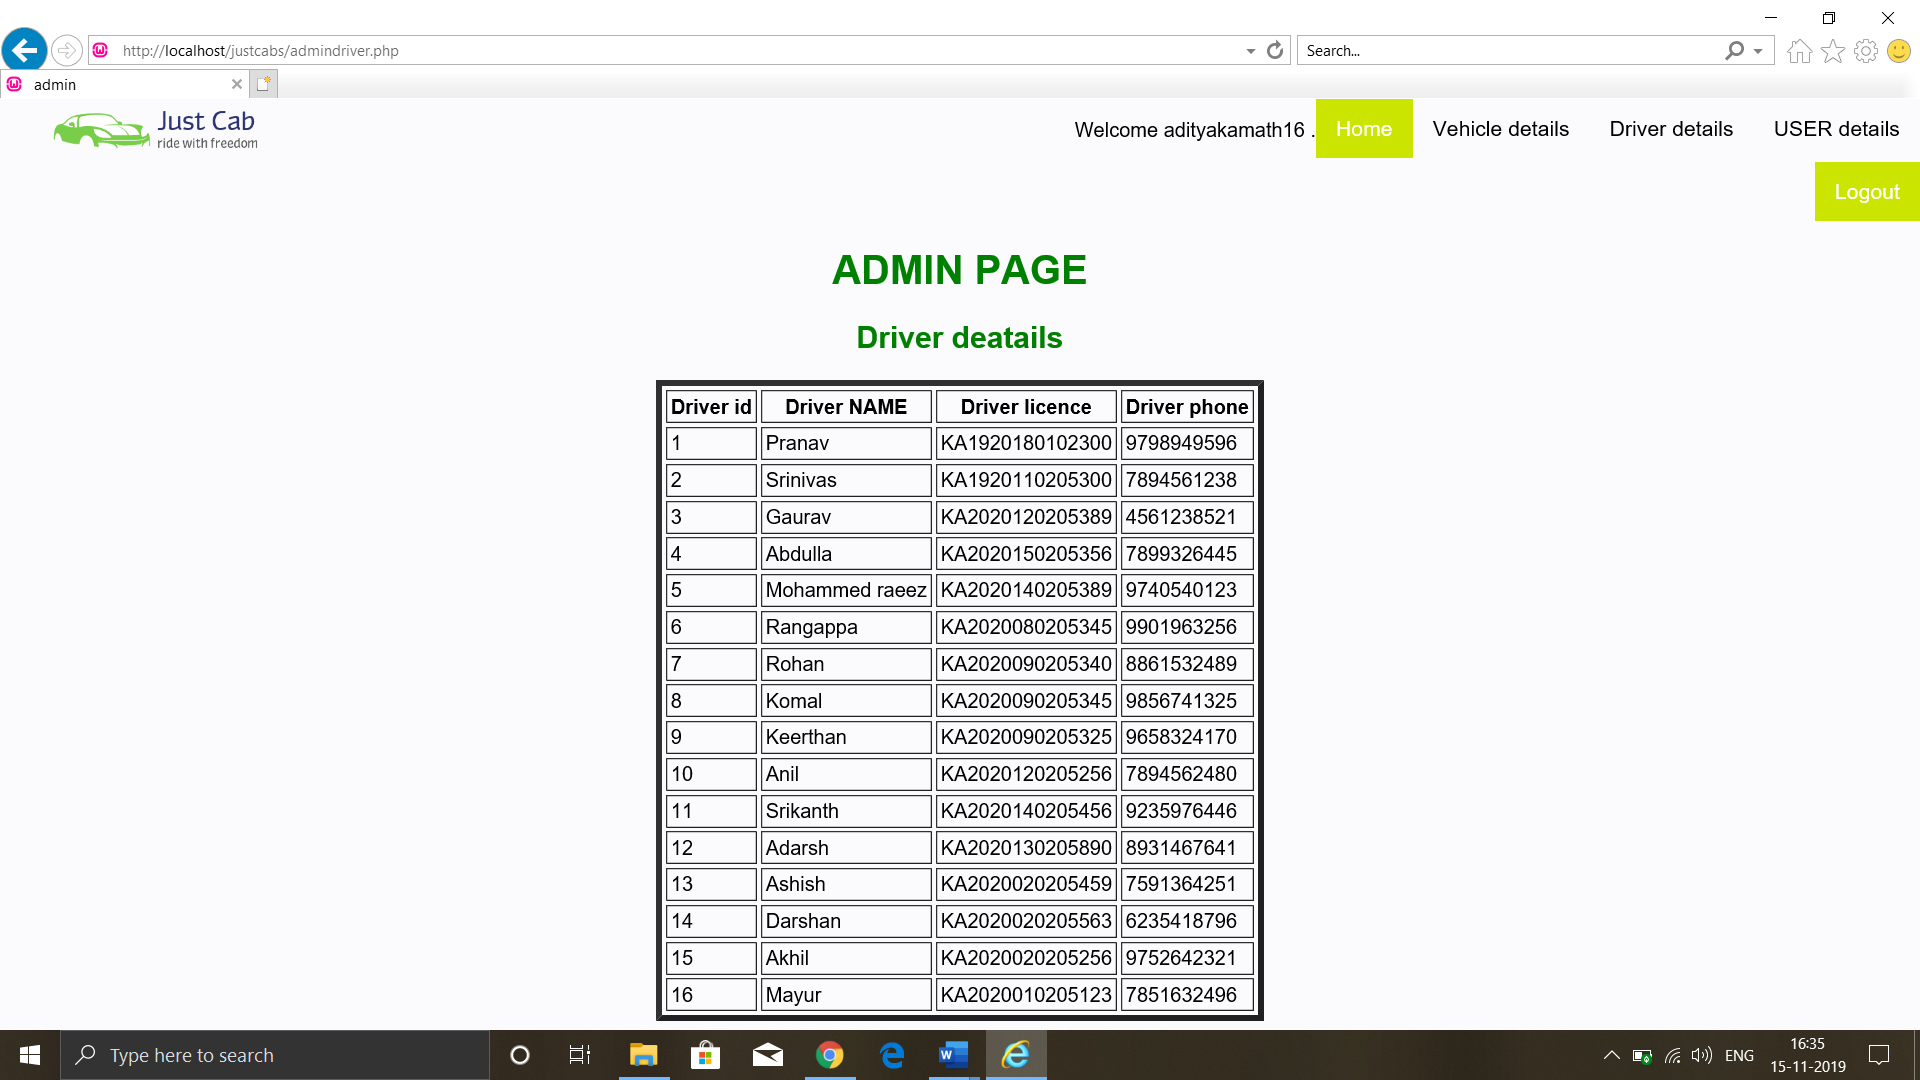 http://localhost/justcabs/admindriver.php
Search...
admin
Just Cab
ride with freedom
Welcome adityakamath16 .
Home
Vehicle details
Driver details
USER details
Logout
ADMIN PAGE
Driver deatails
Driver id Driver NAME Driver licence Driver phone
1 Pranav KA1920180102300 9798949596
2 Srinivas KA1920110205300 7894561238
3 Gaurav KA2020120205389 4561238521
4 Abdulla KA2020150205356 7899326445
5 Mohammed raeez KA2020140205389 9740540123
6 Rangappa KA2020080205345 9901963256
7 Rohan KA2020090205340 8861532489
8 Komal KA2020090205345 9856741325
9 Keerthan KA2020090205325 9658324170
10 Anil KA2020120205256 7894562480
11 Srikanth KA2020140205456 9235976446
12 Adarsh KA2020130205890 8931467641
13 Ashish KA2020020205459 7591364251
14 Darshan KA2020020205563 6235418796
15 Akhil KA2020020205256 9752642321
16 Mayur KA2020010205123 7851632496
Type here to search
ENG
16:35
15-11-2019